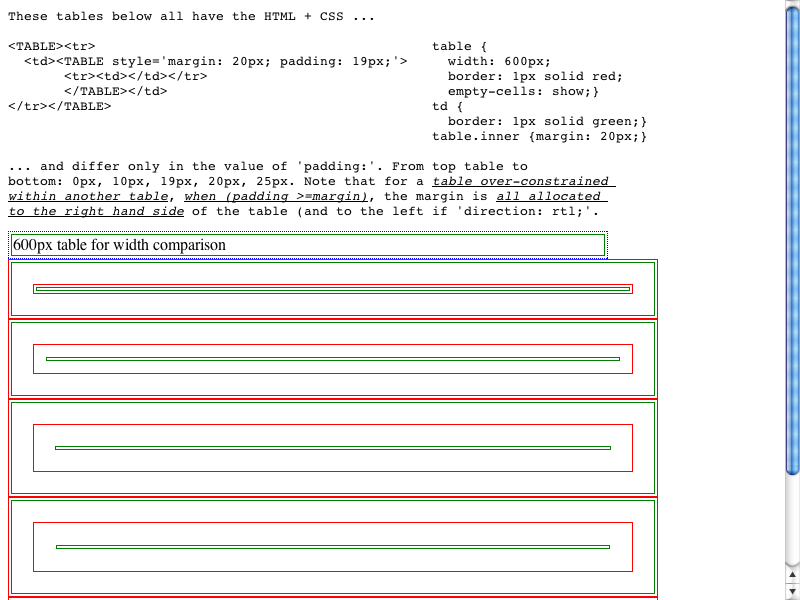 These tables below all have the HTML + CSS ...
<TABLE><tr>
<td><TABLE style='margin: 20px; padding: 19px;'>
<tr><td></td></tr>
</TABLE></td>
</tr></TABLE>
table {
width: 600px;
border: 1px solid red;
empty-cells: show;}
td {
border: 1px solid green;}
table.inner {margin: 20px;}
... and differ only in the value of 'padding:'. From top table to
bottom: 0px, 10px, 19px, 20px, 25px. Note that for a table over-constrained
within another table, when (padding >=margin), the margin is all allocated
to the right hand side of the table (and to the left if 'direction: rtl;'.
600px table for width comparison